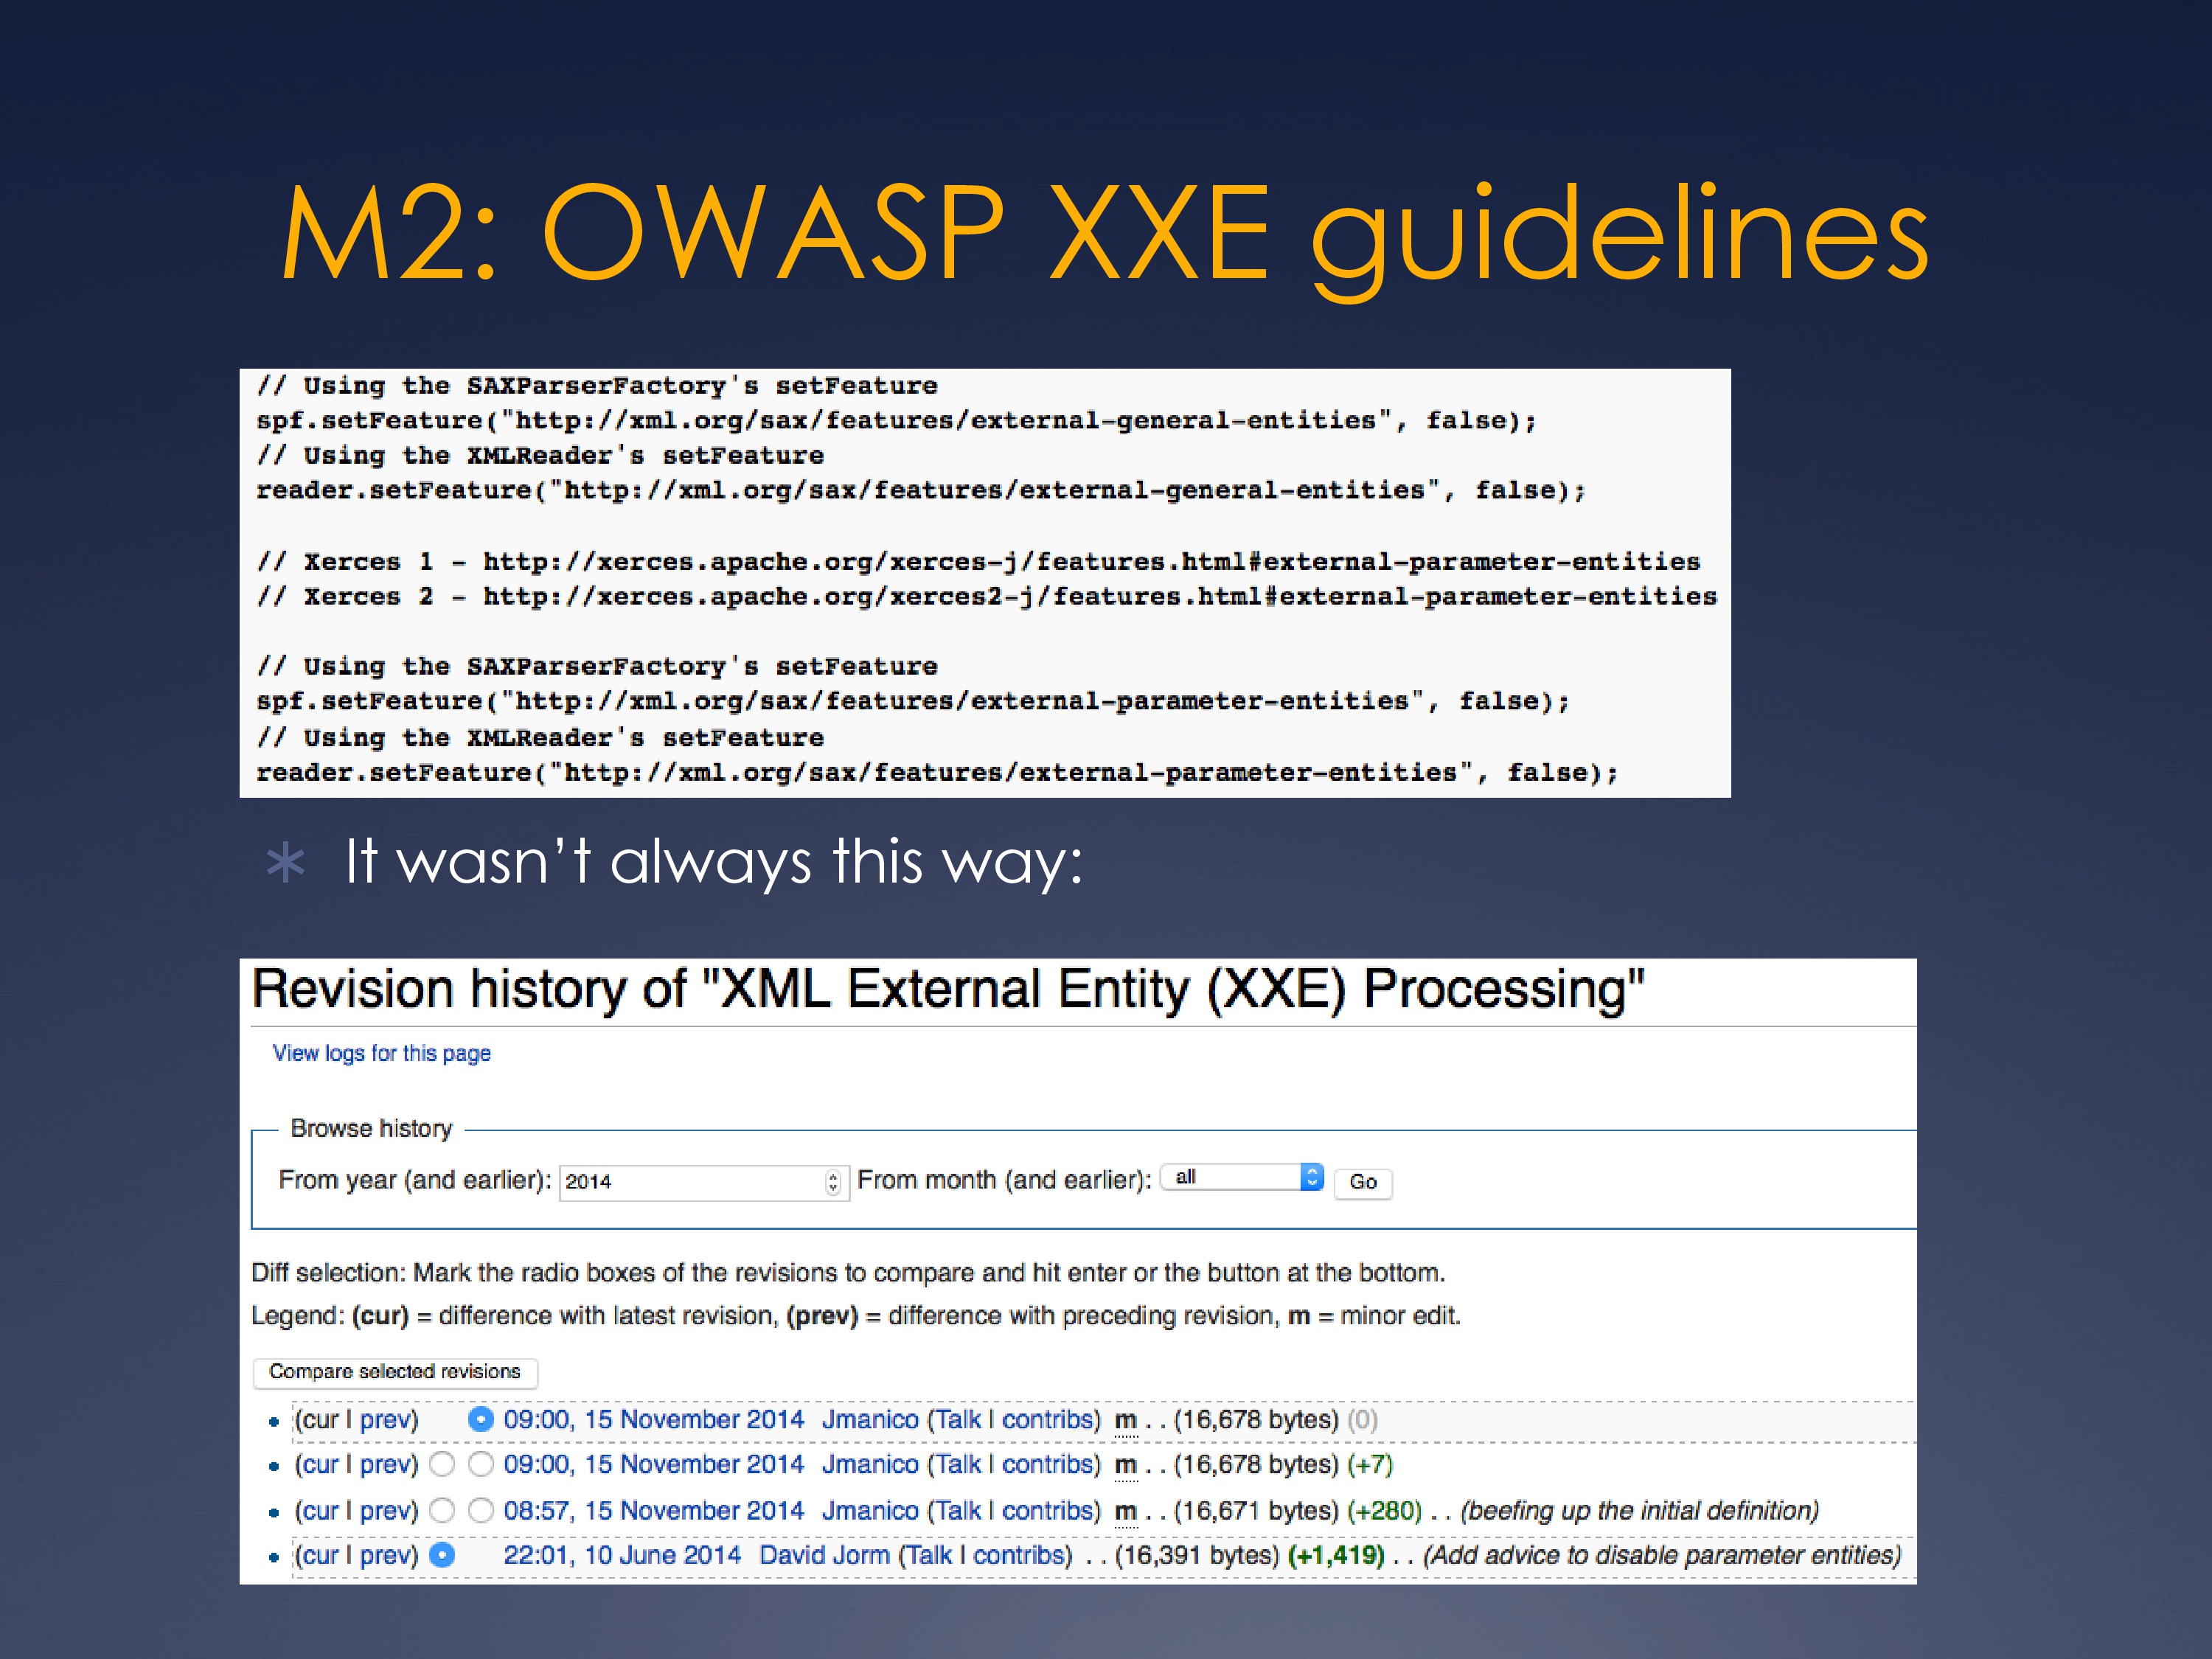 M2: OWASP XXE guidelines
// Using the SAXParserFactory's setFeature
spf.setFeature("http://xml.org/sax/features/external-general-entities", false);
// Using the XMLReader's setFeature
reader.setFeature("http://xml.org/sax/features/external-general-entities", false);
// Xerces 1 - http://xerces.apache.org/xerces-j/features.html#external-parameter-entities
// Xerces 2 - http://xerces.apache.org/xerces2-j/features.html#external-parameter-entities
// Using the SAXParserFactory's setFeature
spf.setFeature("http://xml.org/sax/features/external-parameter-entities", false);
// Using the XMLReader's setFeature
reader.setFeature("http://xml.org/sax/features/external-parameter-entities", false);
It wasn’t always this way:
Revision history of "XML External Entity (XXE) Processing"
View logs for this page
Browse history
From year (and earlier): 2014 From month (and earlier): all Go
Diff selection: Mark the radio boxes of the revisions to compare and hit enter or the button at the bottom.
Legend: (cur) = difference with latest revision, (prev) = difference with preceding revision, m = minor edit.
Compare selected revisions
(cur | prev) 09:00, 15 November 2014 Jmanico (Talk | contribs) m . . (16,678 bytes) (0)
(cur | prev) 09:00, 15 November 2014 Jmanico (Talk | contribs) m . . (16,678 bytes) (+7)
(cur | prev) 08:57, 15 November 2014 Jmanico (Talk | contribs) m . . (16,671 bytes) (+280) . . (beefing up the initial definition)
(cur | prev) 22:01, 10 June 2014 David Jorm (Talk | contribs) . . (16,391 bytes) (+1,419) . . (Add advice to disable parameter entities)